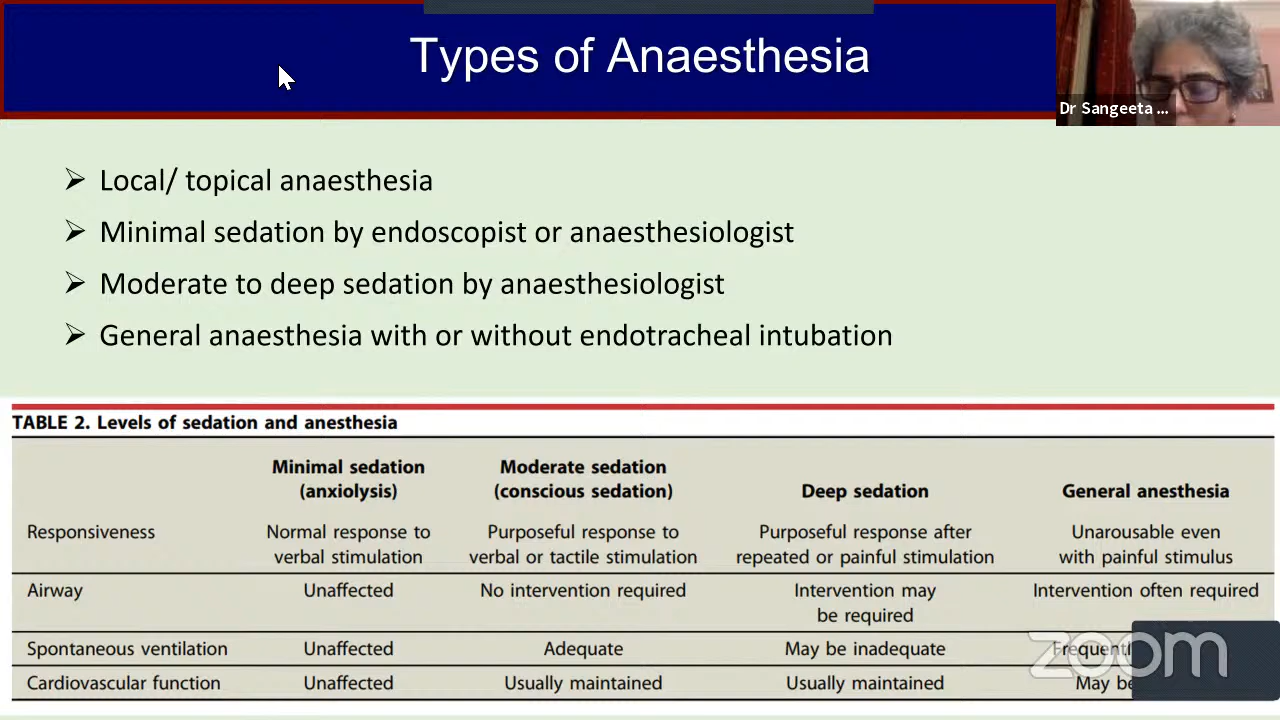 Types of Anaesthesia
Dr Sangeeta ...
Local/ topical anaesthesia
Minimal sedation by endoscopist or anaesthesiologist
Moderate to deep sedation by anaesthesiologist
General anaesthesia with or without endotracheal intubation
TABLE 2. Levels of sedation and anesthesia
Minimal sedation Moderate sedation
(anxiolysis) (conscious sedation) Deep sedation General anesthesia
Responsiveness Normal response to Purposeful response to Purposeful response after Unarousable even
verbal stimulation verbal or tactile stimulation repeated or painful stimulation with painful stimulus
Airway Unaffected No intervention required Intervention may Intervention often required
be required
Spontaneous ventilation Unaffected Adequate May be inadequate
Cardiovascular function Unaffected Usually maintained Usually maintained May be
zoom